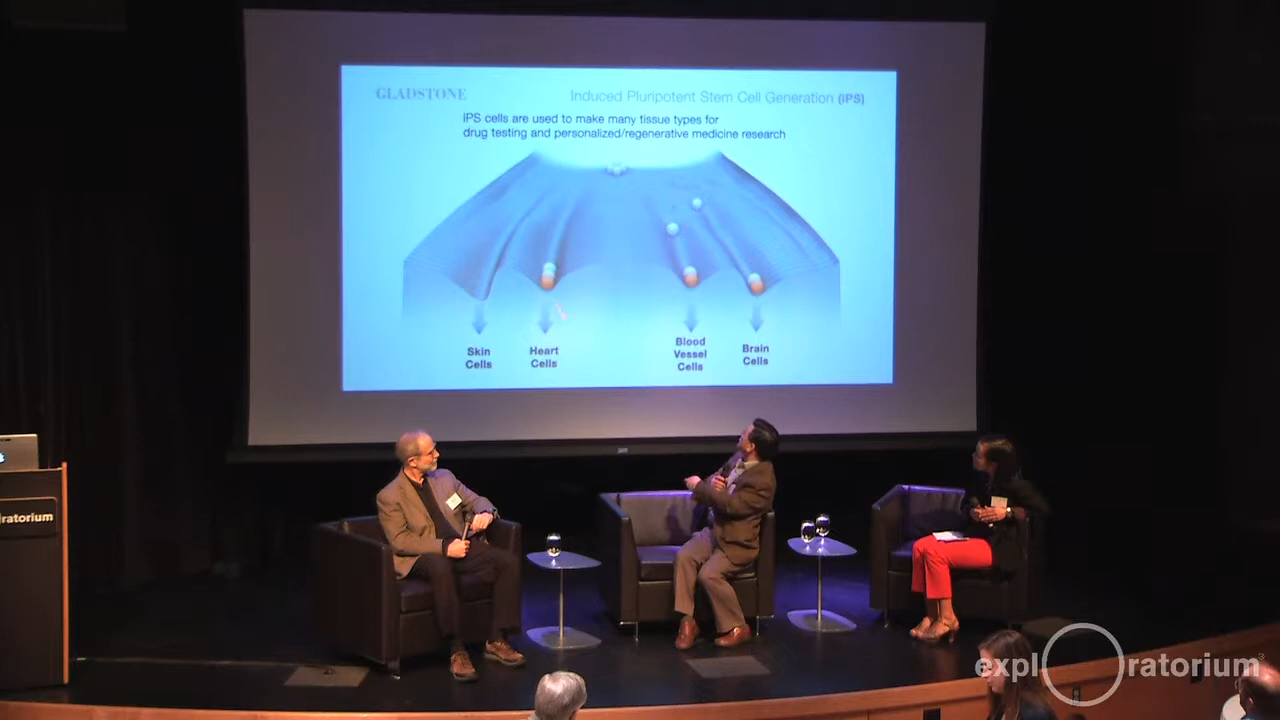 GLADSTONE
Induced Pluripotent Stem Cell Generation (iPS)
iPS cells are used to make many tissue types for
drug testing and personalized/regenerative medicine research
Skin
Cells
Heart
Cells
Blood
Vessel
Cells
Brain
Cells
ratorium
exploratorium